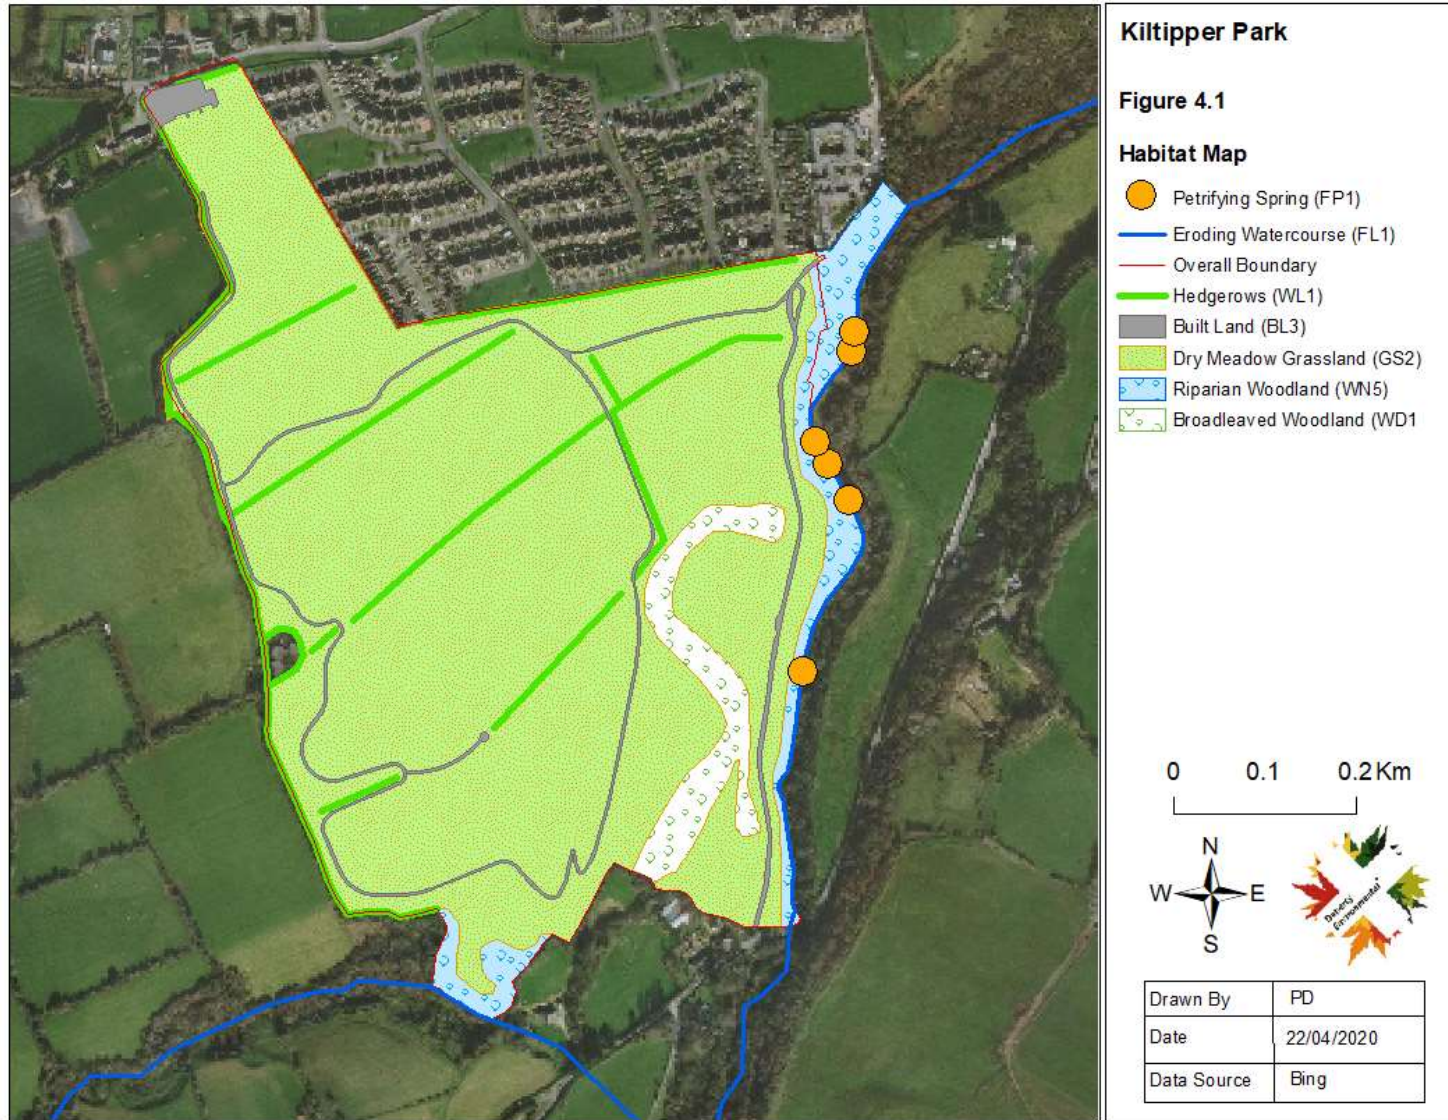 Kiltipper Park
Figure 4.1
Habitat Map
Petrifying Spring (FP1)
Eroding Watercourse (FL1)
Overall Boundary
Hedgerows (WL1)
Built Land (BL3)
Dry Meadow Grassland (GS2)
Riparian Woodland (WN5)
Broadleaved Woodland (WD1
0 0.1 0.2 Km
N
W E
S
Doherty
Environmental
Drawn By PD
Date 22/04/2020
Data Source Bing